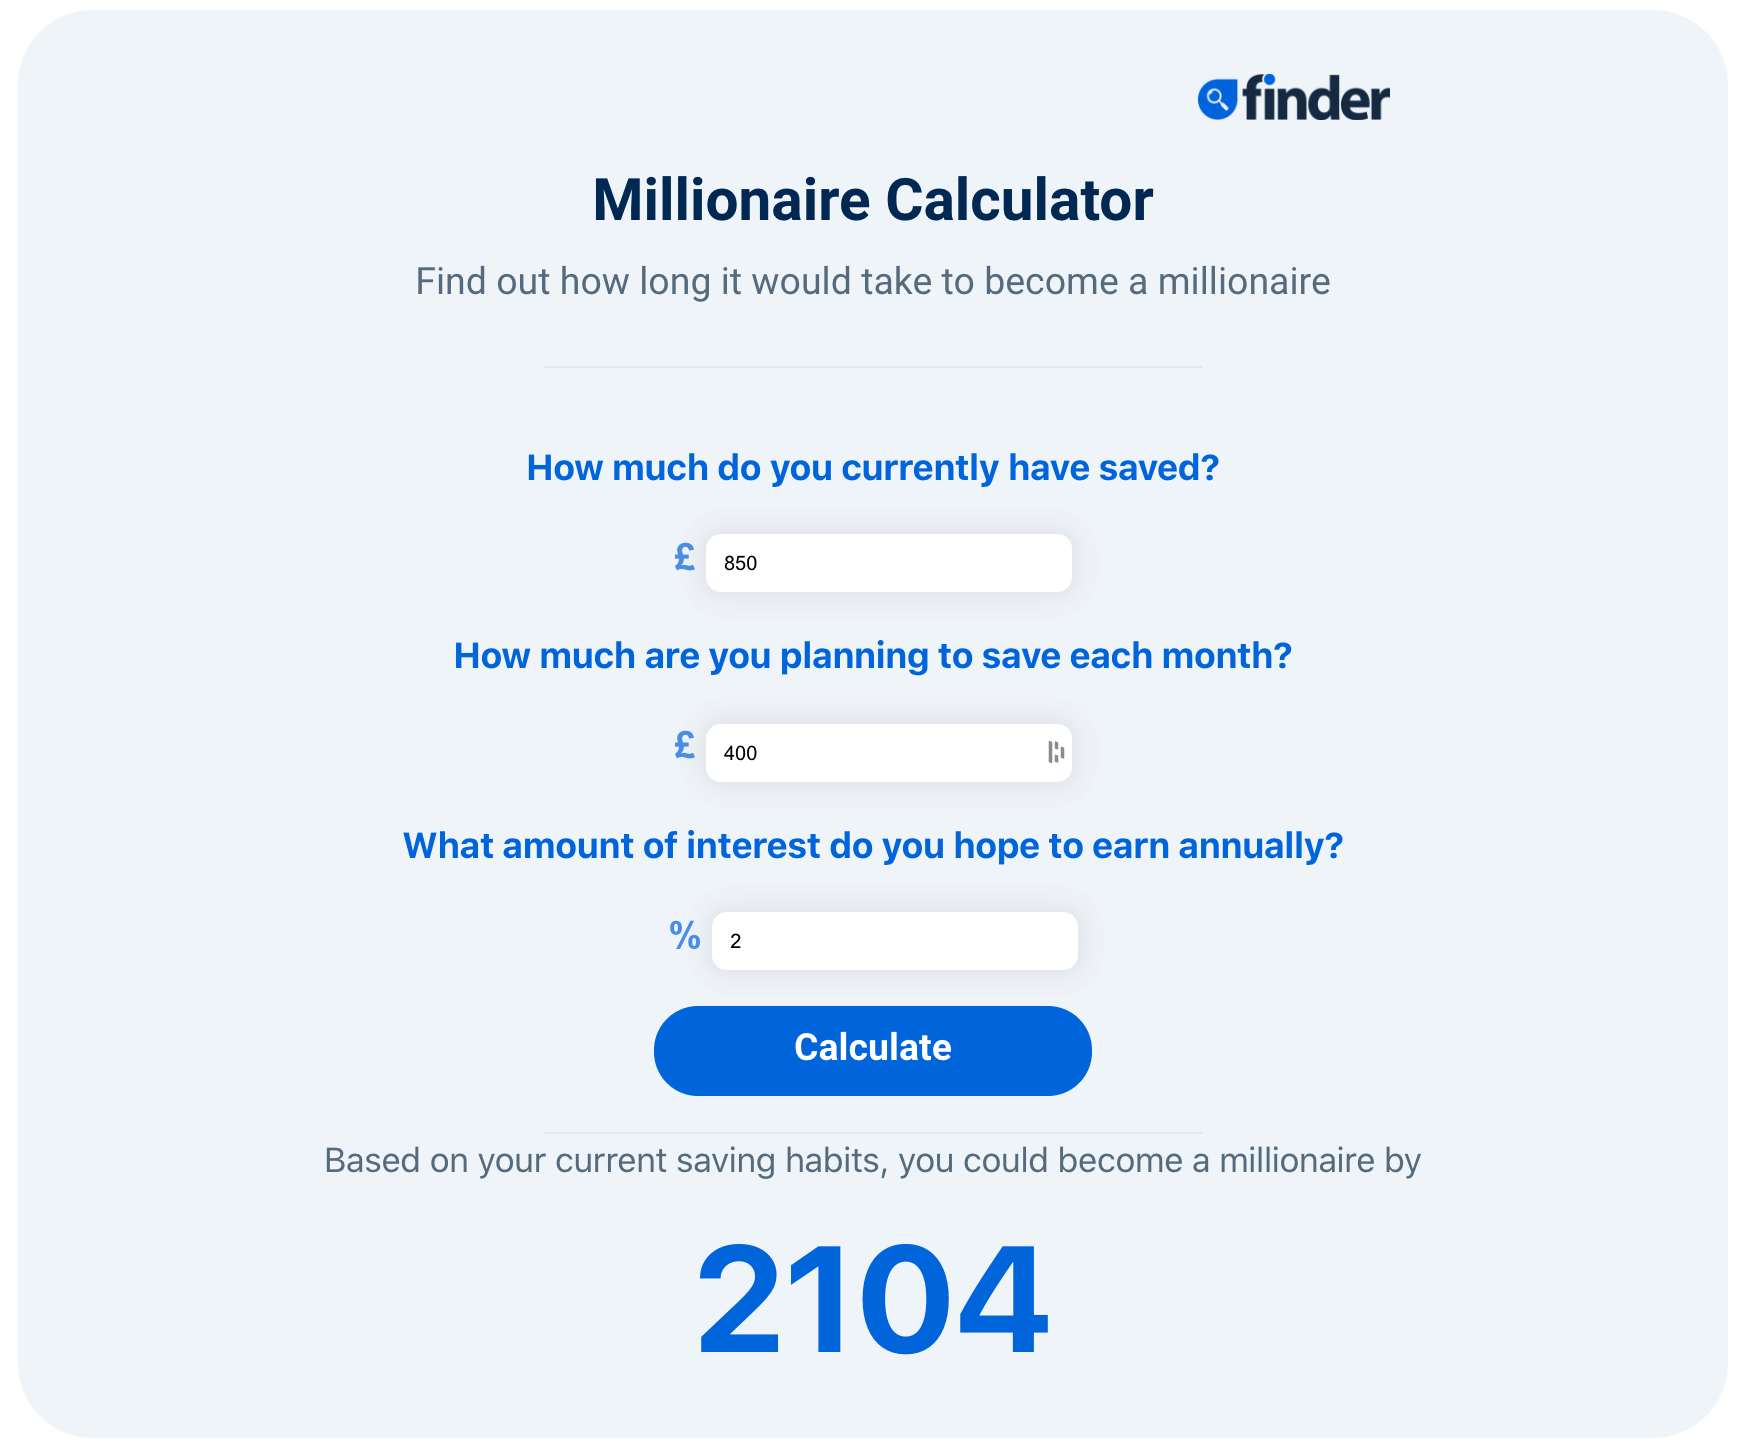 finder
Millionaire Calculator
Find out how long it would take to become a millionaire
How much do you currently have saved?
£ 850
How much are you planning to save each month?
£ 400
What amount of interest do you hope to earn annually?
% 2
Calculate
Based on your current saving habits, you could become a millionaire by
2104